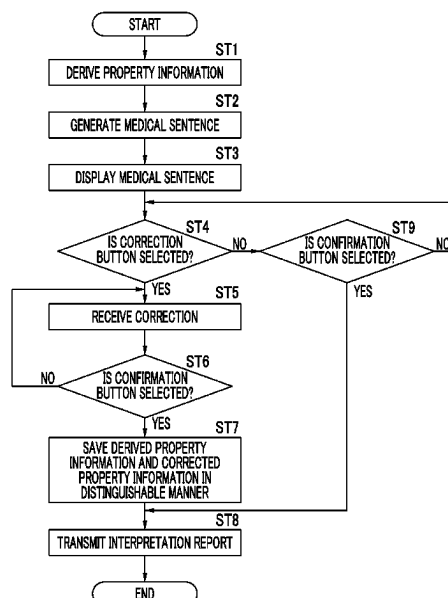 START
ST1
DERIVE PROPERTY INFORMATION
ST2
GENERATE MEDICAL SENTENCE
ST3
DISPLAY MEDICAL SENTENCE
ST4
IS CORRECTION
BUTTON SELECTED?
NO
YES
ST9
IS CONFIRMATION
BUTTON SELECTED?
NO
YES
ST5
RECEIVE CORRECTION
ST6
IS CONFIRMATION
BUTTON SELECTED?
NO
YES
ST7
SAVE DERIVED PROPERTY
INFORMATION AND CORRECTED
PROPERTY INFORMATION IN
DISTINGUISHABLE MANNER
ST8
TRANSMIT INTERPRETATION REPORT
END